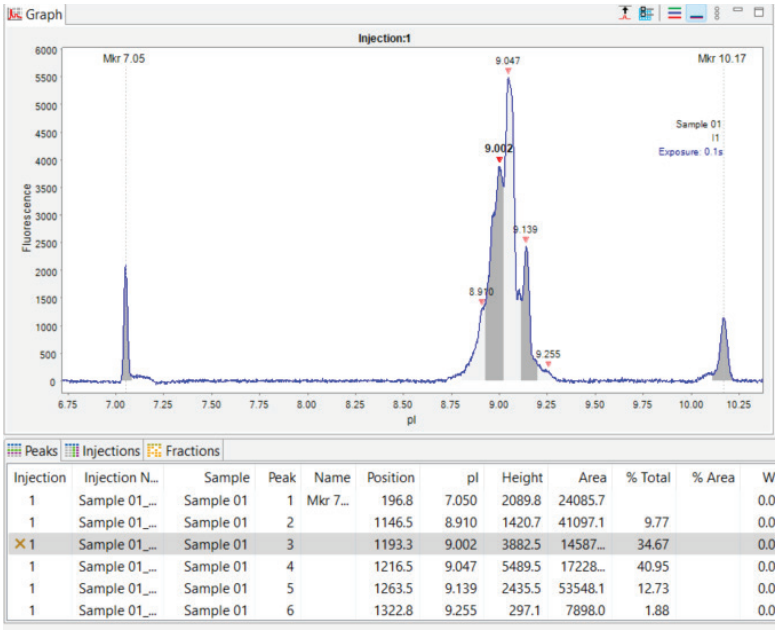 Graph
Injection:1
6000
5500
5000
4500
4000
3500
3000
2500
2000
1500
1000
500
0
Fluorescence
Mkr 7.05
9.047
Mkr 10.17
Sample 01
I1
Exposure: 0.1s
9.002
9.139
8.910
9.255
6.75 7.00 7.25 7.50 7.75 8.00 8.25 8.50 8.75 9.00 9.25 9.50 9.75 10.00 10.25
pI
Peaks Injections Fractions
Injection Injection N... Sample Peak Name Position pI Height Area % Total % Area W
1 Sample 01_... Sample 01 1 Mkr 7... 196.8 7.050 2089.8 24085.7 0.0
1 Sample 01_... Sample 01 2 1146.5 8.910 1420.7 41097.1 9.77 0.0
1 Sample 01_... Sample 01 3 1193.3 9.002 3882.5 14587... 34.67 0.0
1 Sample 01_... Sample 01 4 1216.5 9.047 5489.5 17228... 40.95 0.0
1 Sample 01_... Sample 01 5 1263.5 9.139 2435.5 53548.1 12.73 0.0
1 Sample 01_... Sample 01 6 1322.8 9.255 297.1 7898.0 1.88 0.0